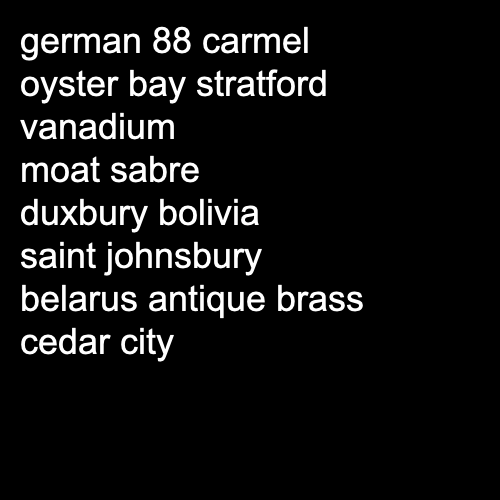 german 88 carmel
oyster bay stratford
vanadium
moat sabre
duxbury bolivia
saint johnsbury
belarus antique brass
cedar city